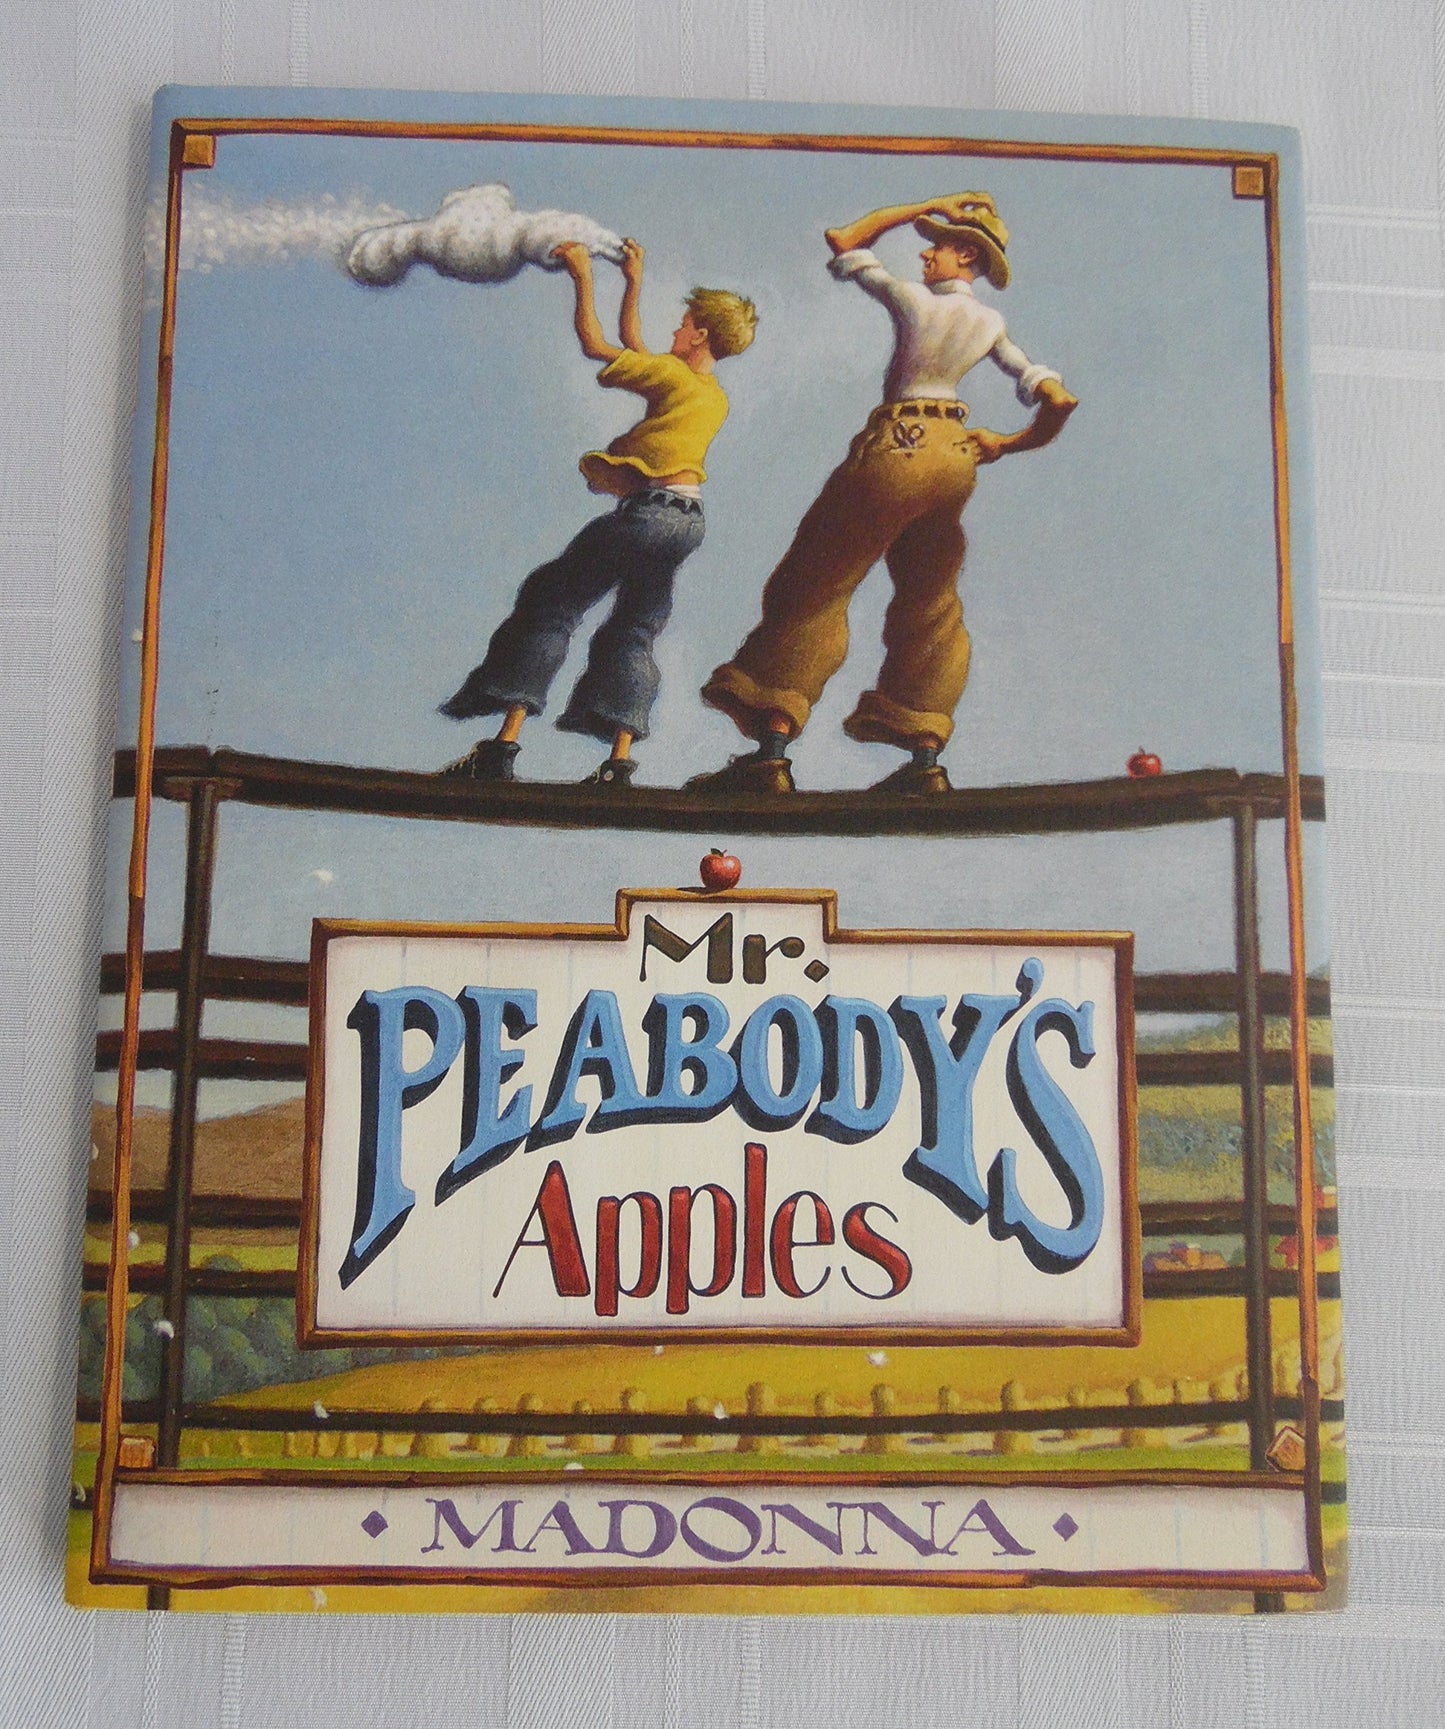 Mr.
PEABODY'S
Apples
• MADONNA •